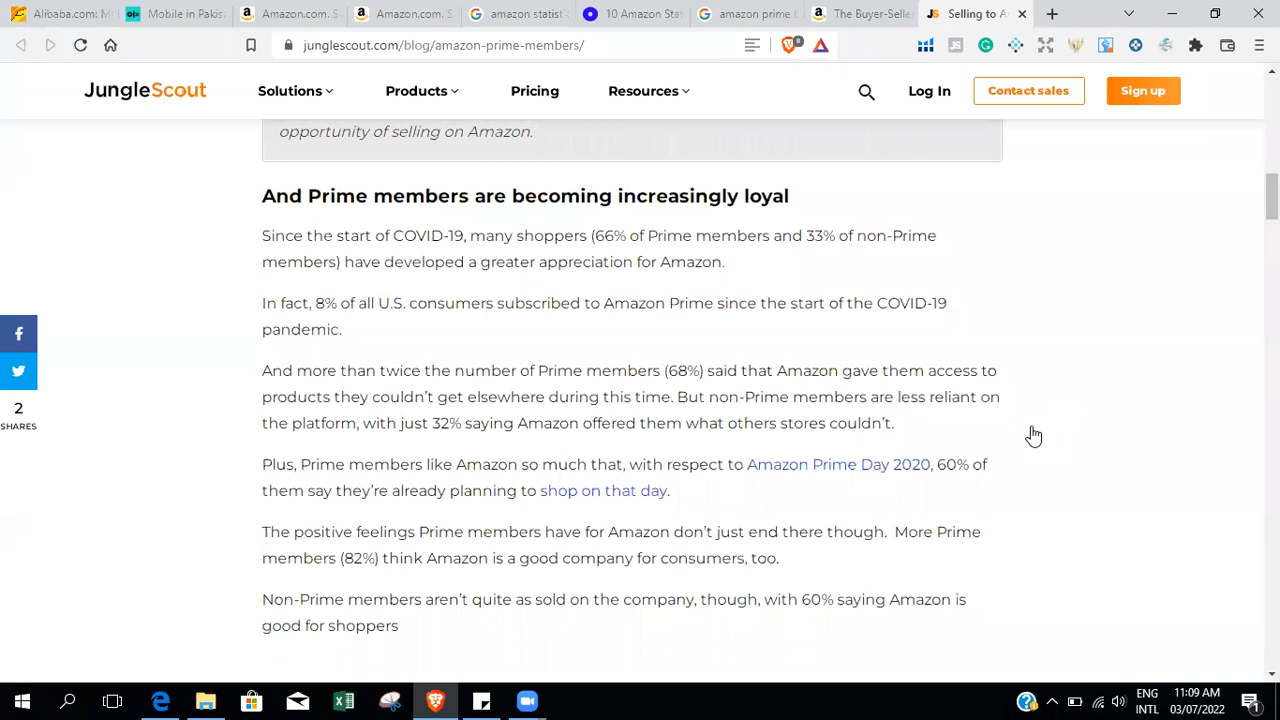 Alibaba.com: M
Mobile in Pakis
Amazon.com. S
Amazon.com. S
amazon statist
10 Amazon Stat
amazon prime
The Buyer-Selle
Selling to A
junglescout.com/blog/amazon-prime-members/
8
JungleScout
Solutions
Products
Pricing
Resources
Log In
Contact sales
Sign up
opportunity of selling on Amazon.
And Prime members are becoming increasingly loyal
Since the start of COVID-19, many shoppers (66% of Prime members and 33% of non-Prime
members) have developed a greater appreciation for Amazon.
In fact, 8% of all U.S. consumers subscribed to Amazon Prime since the start of the COVID-19
pandemic.
And more than twice the number of Prime members (68%) said that Amazon gave them access to
products they couldn't get elsewhere during this time. But non-Prime members are less reliant on
the platform, with just 32% saying Amazon offered them what others stores couldn't.
Plus, Prime members like Amazon so much that, with respect to Amazon Prime Day 2020, 60% of
them say they're already planning to shop on that day.
The positive feelings Prime members have for Amazon don't just end there though.  More Prime
members (82%) think Amazon is a good company for consumers, too.
Non-Prime members aren't quite as sold on the company, though, with 60% saying Amazon is
good for shoppers
2
SHARES
ENG
INTL
11:09 AM
03/07/2022
1